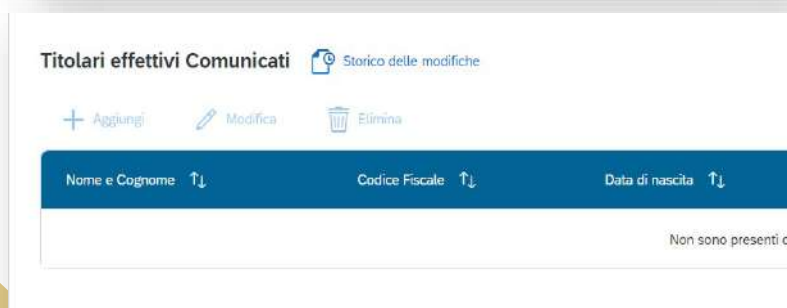 Titolari effettivi Comunicati Storico delle modifiche
Aggiungi Modifica Elimina
Nome e Cognome Codice Fiscale Data di nascita
Non sono presenti